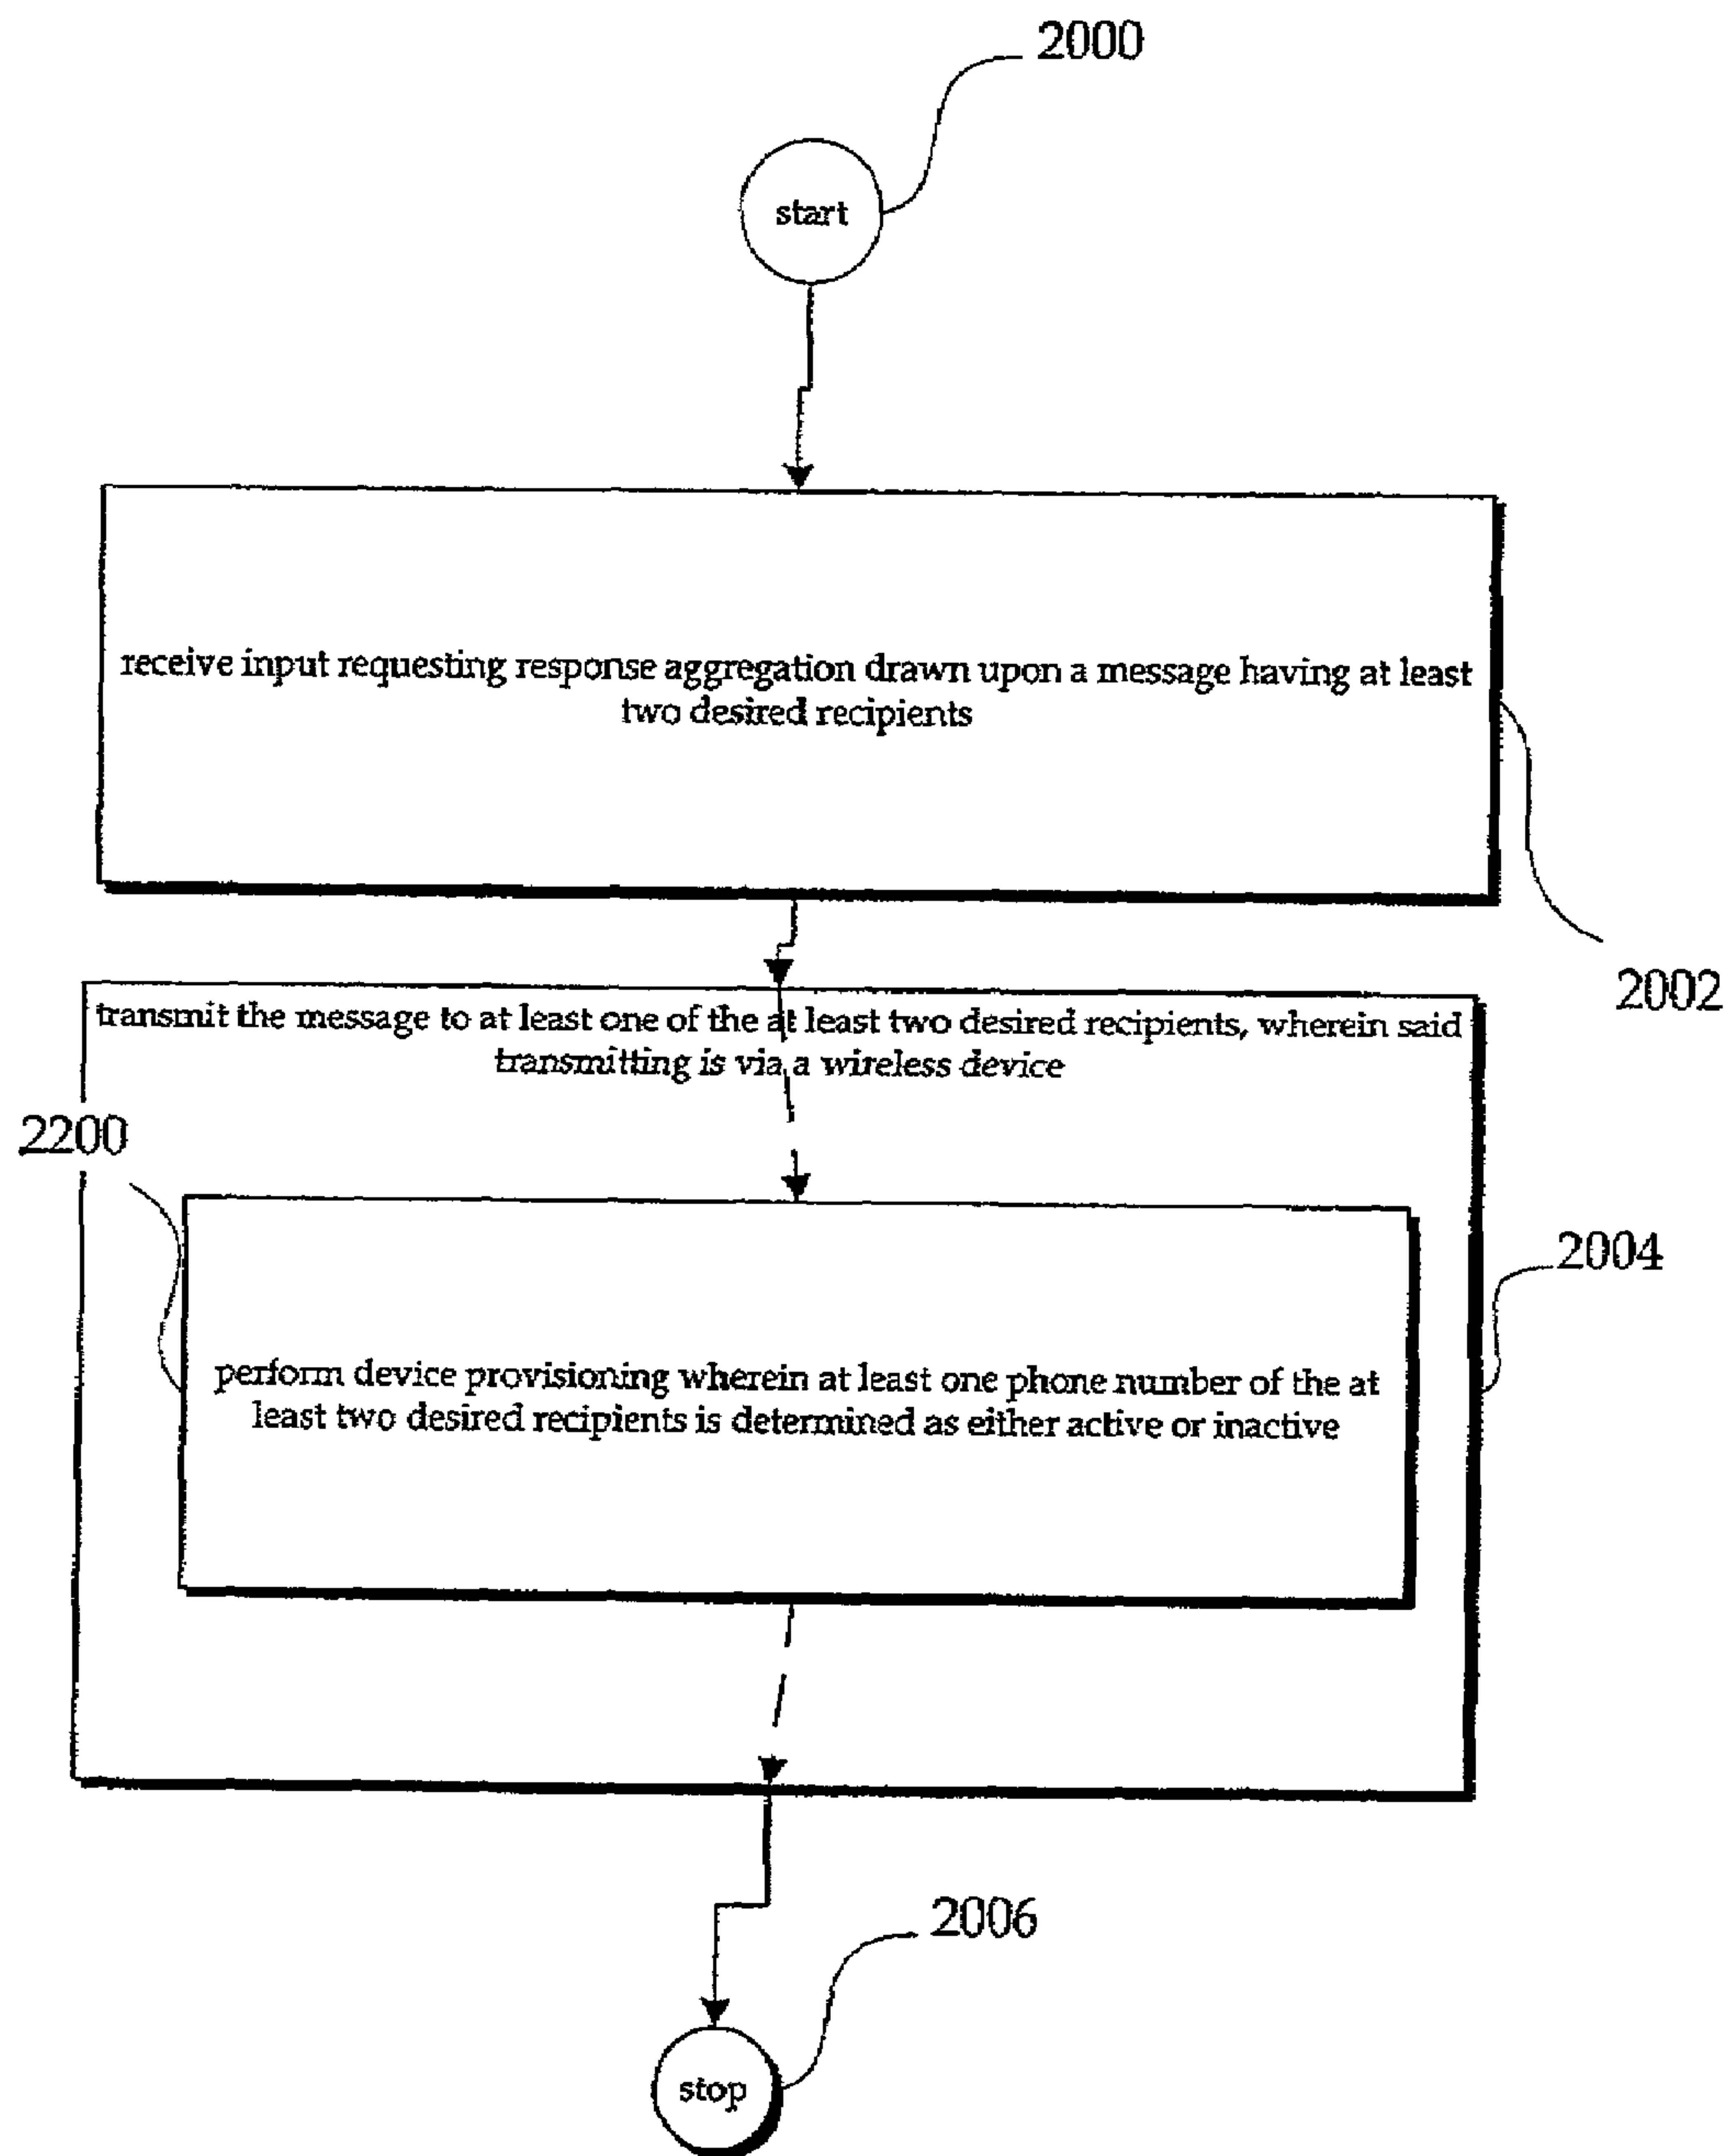 2000
start
receive input requesting response aggregation drawn upon a message having at least
two desired recipients
2002
transmit the message to at least one of the at least two desired recipients, wherein said
transmitting is via a wireless device
2200
2004
perform device provisioning wherein at least one phone number of the at
least two desired recipients is determined as either active or inactive
2006
stop